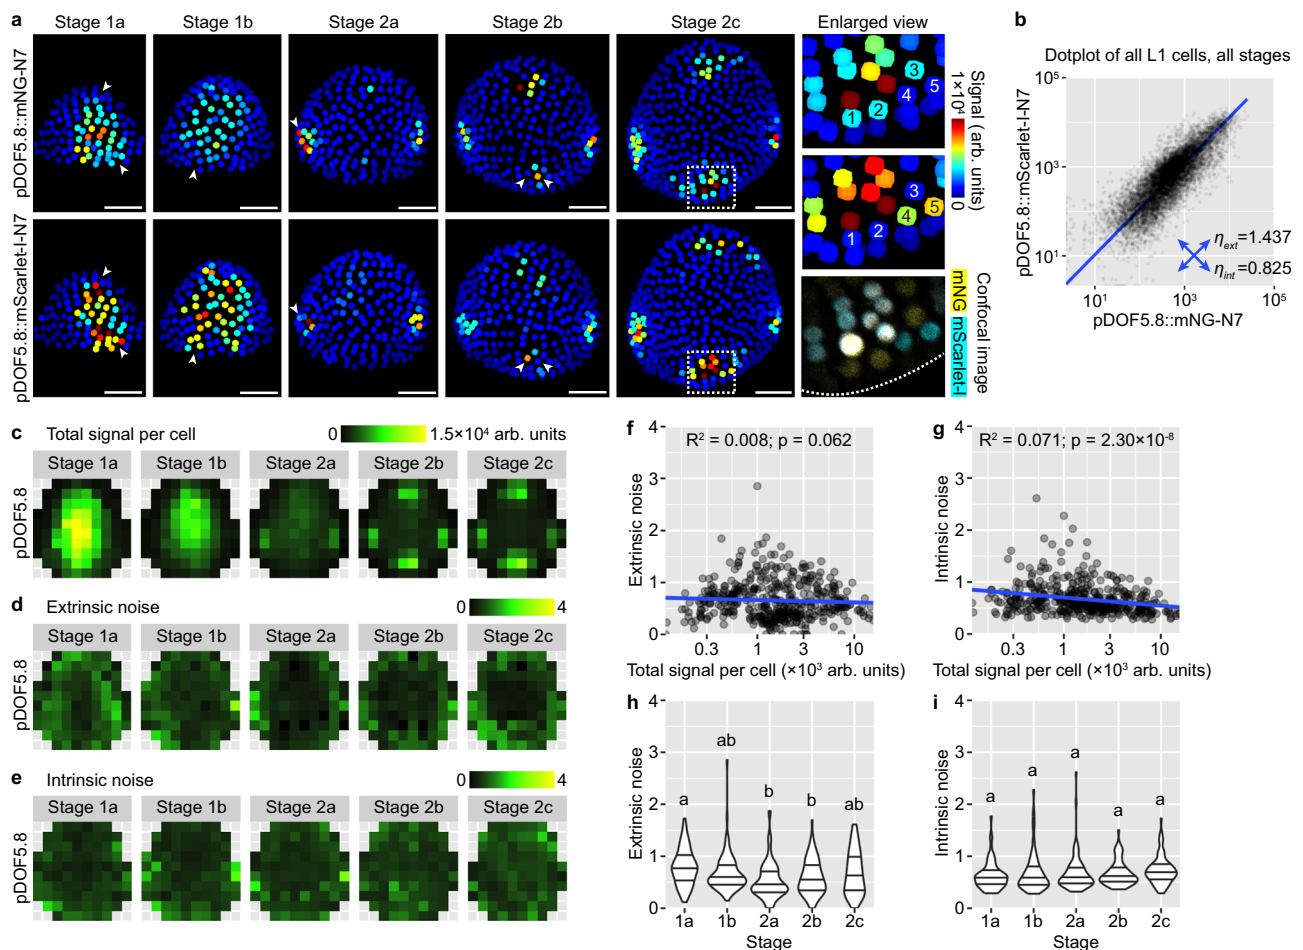 a
Stage 1a
Stage 1b
Stage 2a
Stage 2b
Stage 2c
Enlarged view
pDOF5.8::mNG-N7
pDOF5.8::mScarlet-I-N7
1
2
3
4
5
1
2
3
4
5
Signal (arb. units)
1×10⁴
0
Confocal image
mNG
mScarlet-I
b
Dotplot of all L1 cells, all stages
pDOF5.8::mScarlet-I-N7
10⁵
10³
10¹
ηext=1.437
ηint=0.825
10¹
10³
10⁵
pDOF5.8::mNG-N7
c
Total signal per cell
0
1.5×10⁴ arb. units
Stage 1a
Stage 1b
Stage 2a
Stage 2b
Stage 2c
pDOF5.8
d
Extrinsic noise
0
4
Stage 1a
Stage 1b
Stage 2a
Stage 2b
Stage 2c
pDOF5.8
e
Intrinsic noise
0
4
Stage 1a
Stage 1b
Stage 2a
Stage 2b
Stage 2c
pDOF5.8
f
R² = 0.008; p = 0.062
Extrinsic noise
4
3
2
1
0
0.3
1
3
10
Total signal per cell (×10³ arb. units)
g
R² = 0.071; p = 2.30×10⁻⁸
Intrinsic noise
4
3
2
1
0
0.3
1
3
10
Total signal per cell (×10³ arb. units)
h
Extrinsic noise
4
3
2
1
0
a
ab
b
b
ab
1a
1b
2a
2b
2c
Stage
i
Intrinsic noise
4
3
2
1
0
a
a
a
a
a
1a
1b
2a
2b
2c
Stage